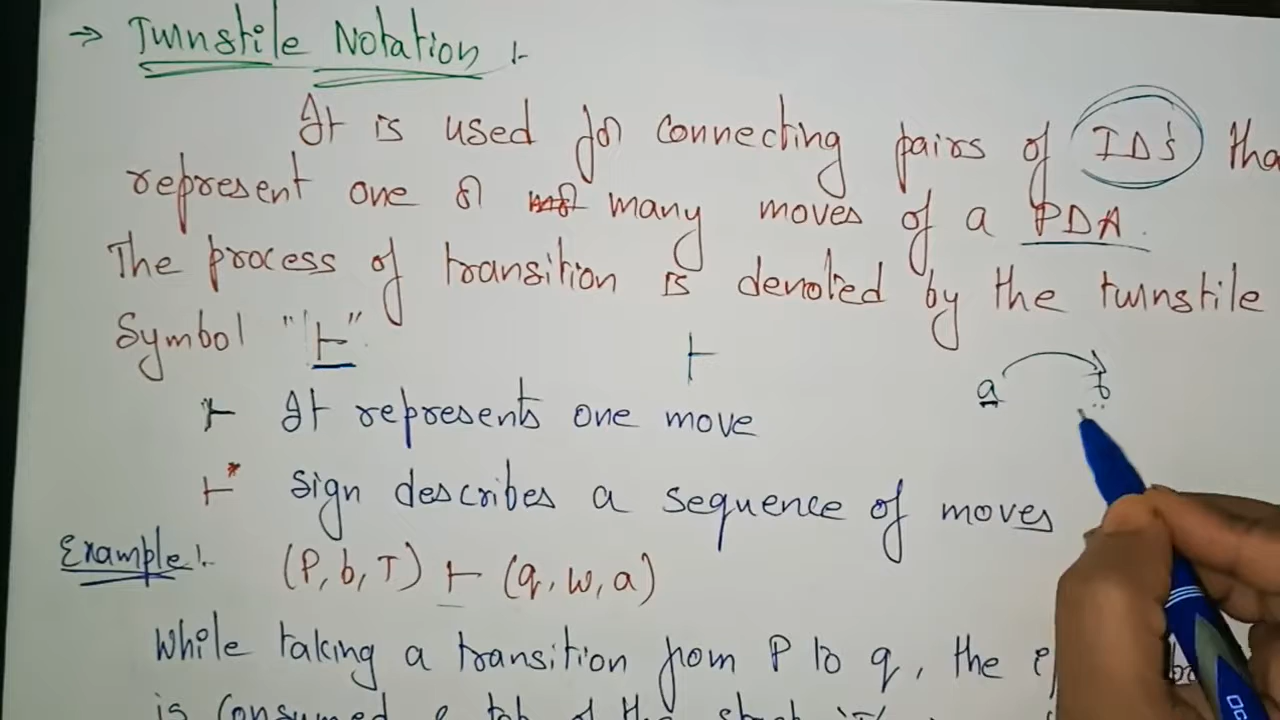 → Turnstile Notation :-
It is used for connecting pairs of ID's tha
represent one or many moves of a PDA.
The process of transition is denoted by the turnstile
Symbol "⊢"
⊢
a b
⊢ It represents one move
⊢* sign describes a sequence of moves
Example:- (P, b, T) ⊢ (q, w, a)
While taking a transition from P to q, the
is consumed